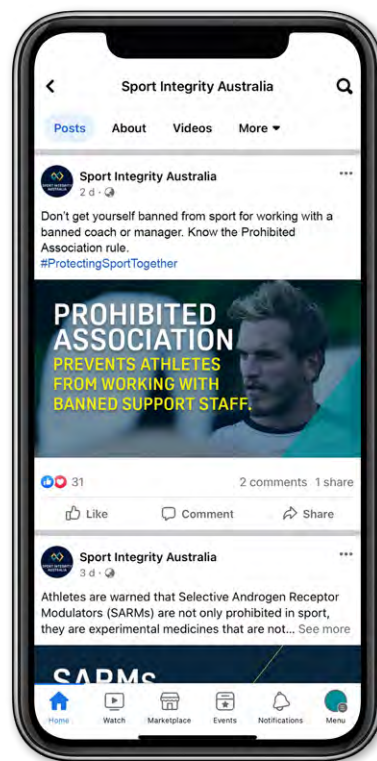 Sport Integrity Australia
Posts About Videos More
Sport Integrity Australia
2 d ·
Don't get yourself banned from sport for working with a
banned coach or manager. Know the Prohibited
Association rule.
#ProtectingSportTogether
PROHIBITED
ASSOCIATION
PREVENTS ATHLETES
FROM WORKING WITH
BANNED SUPPORT STAFF.
31 2 comments 1 share
Like Comment Share
Sport Integrity Australia
3 d ·
Athletes are warned that Selective Androgen Receptor
Modulators (SARMs) are not only prohibited in sport,
they are experimental medicines that are not... See more
SARMs
Home Watch Marketplace Events Notifications Menu